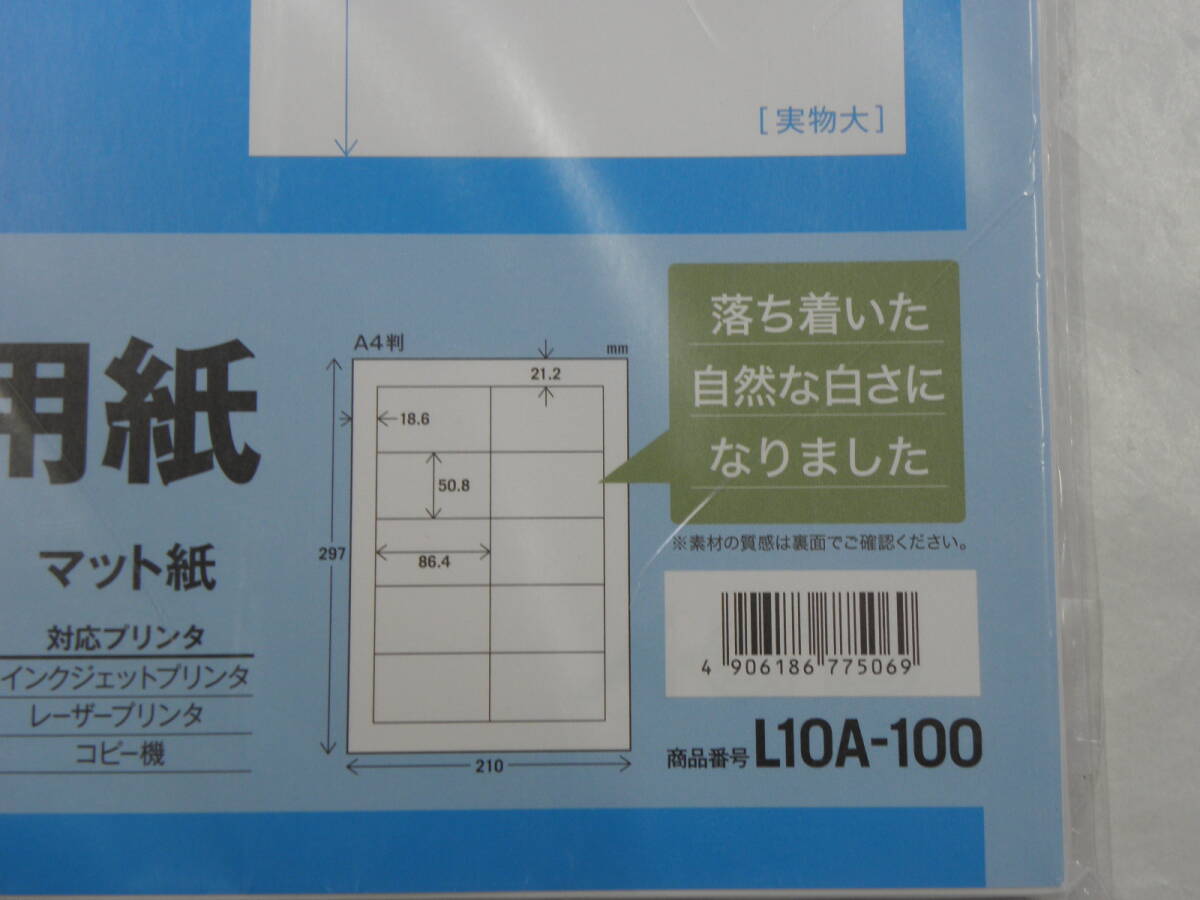 [実物大]
落ち着いた
自然な白さに
なりました
※素材の質感は裏面でご確認ください。
用紙
マット紙
対応プリンタ
インクジェットプリンタ
レーザープリンタ
コピー機
A4判
mm
21.2
18.6
50.8
297
86.4
210
4 906186 775069
商品番号 L10A-100